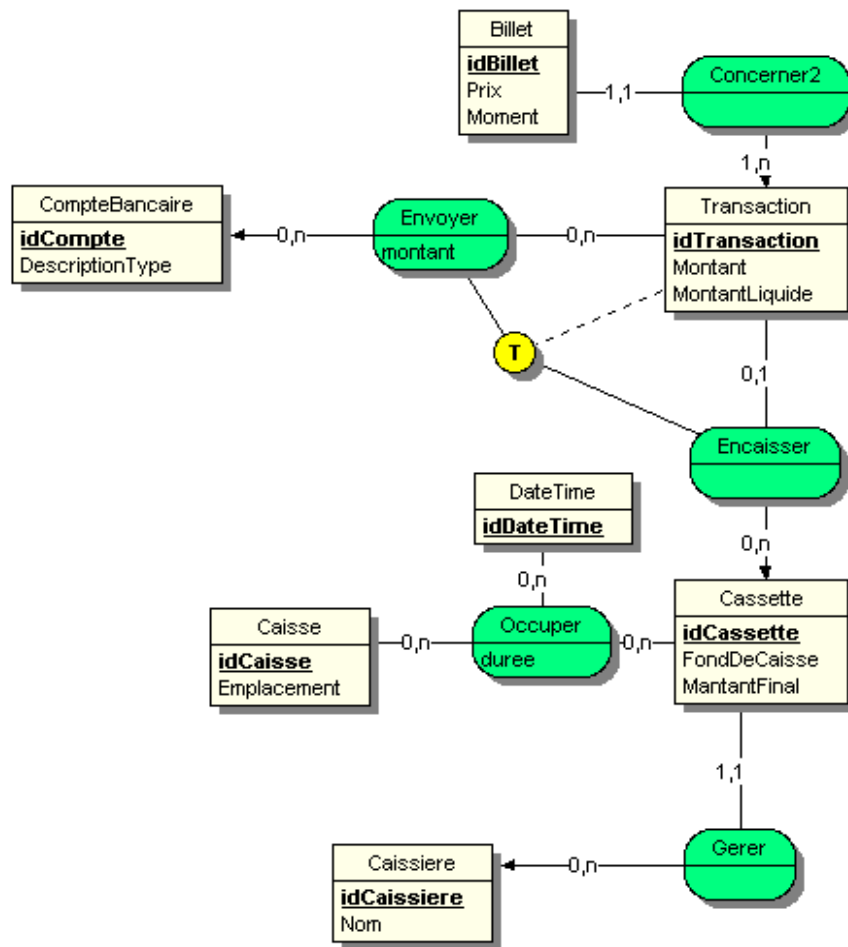 Billet
idBillet
Prix
Moment
1,1
Concerner2
1,n
CompteBancaire
idCompte
DescriptionType
0,n
Envoyer
montant
0,n
Transaction
idTransaction
Montant
MontantLiquide
T
0,1
Encaisser
DateTime
idDateTime
0,n
0,n
Caisse
idCaisse
Emplacement
0,n
Occuper
duree
0,n
Cassette
idCassette
FondDeCaisse
MantantFinal
1,1
Caissiere
idCaissiere
Nom
0,n
Gerer